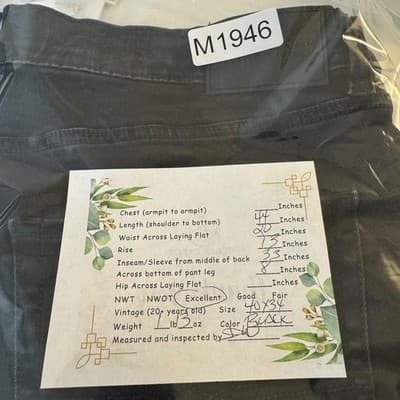 M1946
Chest (armpit to armpit) Inches
Length (shoulder to bottom) 44 Inches
Waist Across Laying Flat 20 Inches
Rise 13 Inches
Inseam/Sleeve from middle of back 33 Inches
Across bottom of pant leg 8 Inches
Hip Across Laying Flat Inches
NWT NWOT Excellent Good Fair
Vintage (20+ years old) Size 40x34
Weight 1 lb 3 oz Color BLACK
Measured and inspected by